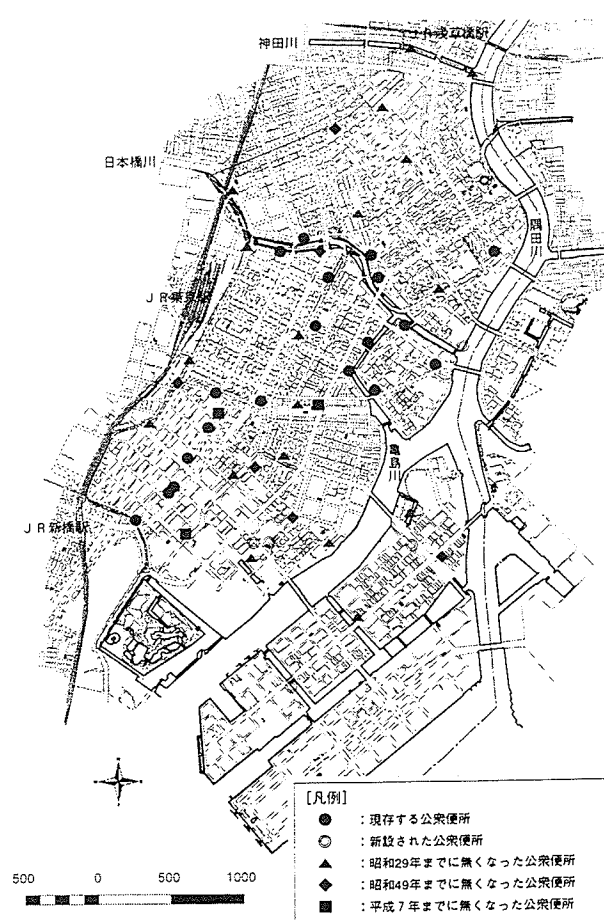 神田川
JR浅草橋駅
日本橋川
隅田川
JR東京駅
亀島川
JR新橋駅
[凡例]
●：現存する公衆便所
○：新設された公衆便所
▲：昭和29年までに無くなった公衆便所
◆：昭和49年までに無くなった公衆便所
■：平成7年までに無くなった公衆便所
500 0 500 1000